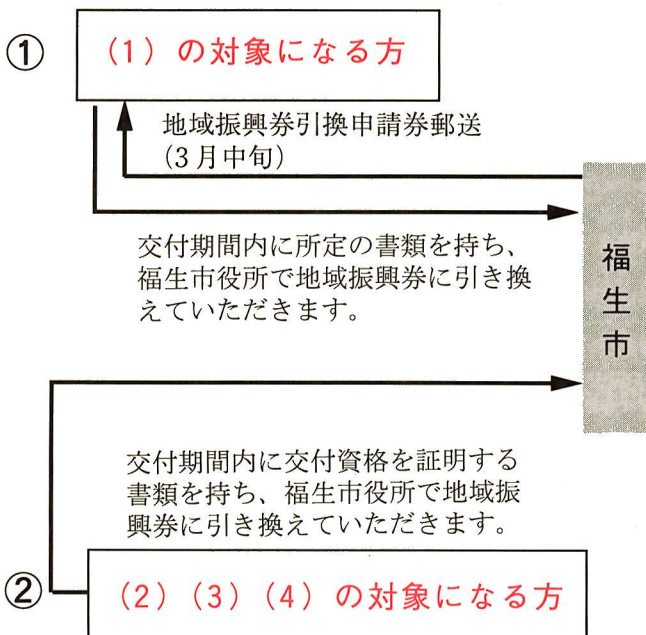 ①
(1)の対象になる方
地域振興券引換申請券郵送
(3月中旬)
交付期間内に所定の書類を持ち、
福生市役所で地域振興券に引き換
えていただきます。
福生市
交付期間内に交付資格を証明する
書類を持ち、福生市役所で地域振
興券に引き換えていただきます。
②
(2)(3)(4)の対象になる方